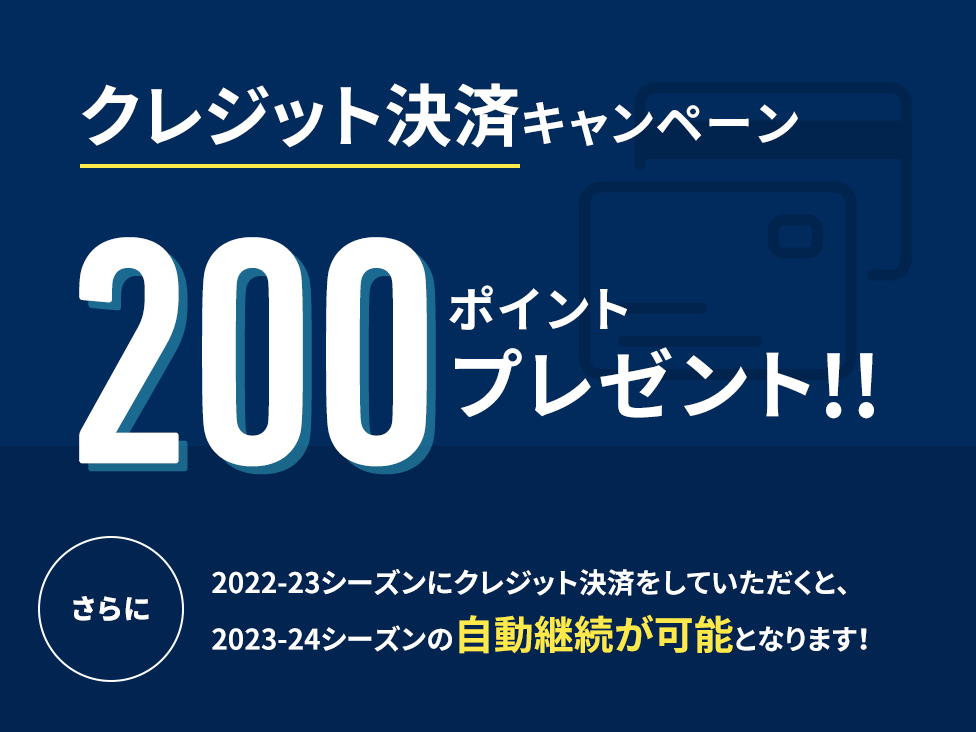 クレジット決済キャンペーン
200
ポイント
プレゼント!!
さらに
2022-23シーズンにクレジット決済をしていただくと、
2023-24シーズンの自動継続が可能となります!